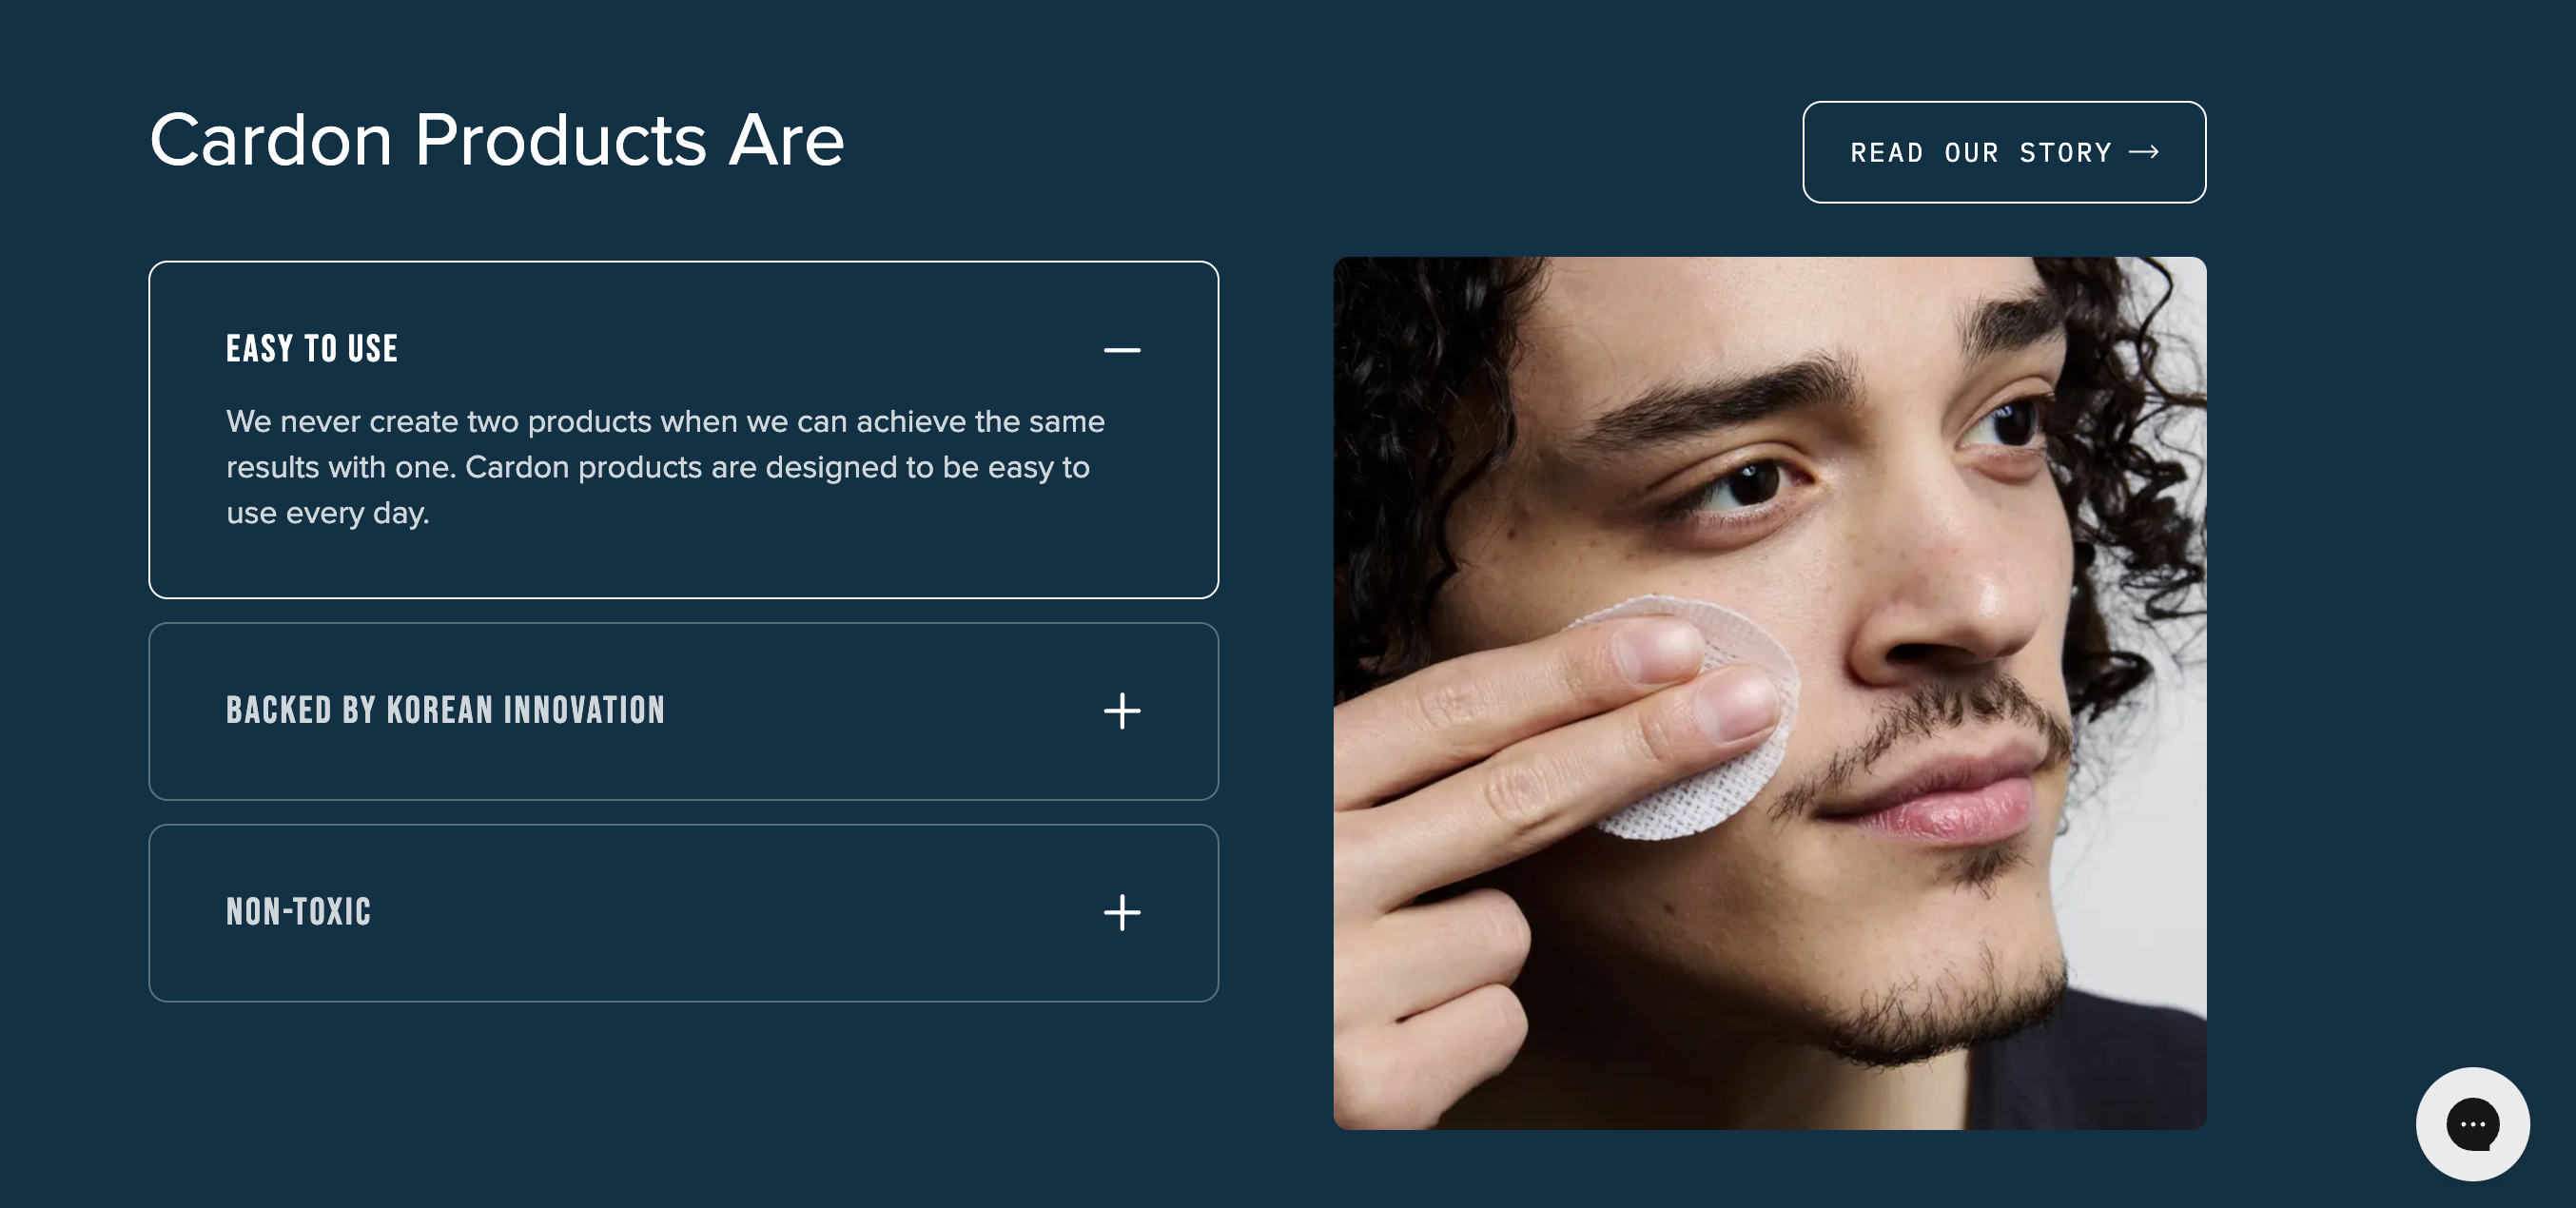 Cardon Products Are
READ OUR STORY →
EASY TO USE
We never create two products when we can achieve the same
results with one. Cardon products are designed to be easy to
use every day.
BACKED BY KOREAN INNOVATION
NON-TOXIC